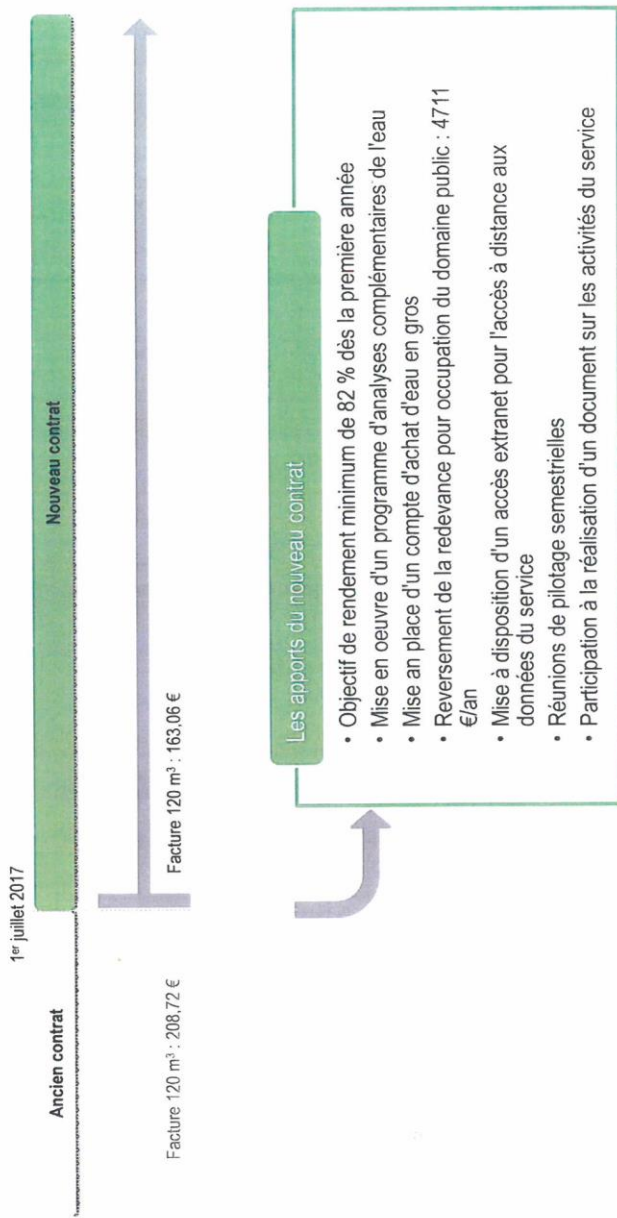 1er juillet 2017
Ancien contrat
Nouveau contrat
Facture 120 m³ : 208,72 €
Facture 120 m³ : 163,06 €
Les apports du nouveau contrat
• Objectif de rendement minimum de 82 % dès la première année
• Mise en oeuvre d'un programme d'analyses complémentaires de l'eau
• Mise an place d'un compte d'achat d'eau en gros
• Reversement de la redevance pour occupation du domaine public : 4711
€/an
• Mise à disposition d'un accès extranet pour l'accès à distance aux
données du service
• Réunions de pilotage semestrielles
• Participation à la réalisation d'un document sur les activités du service